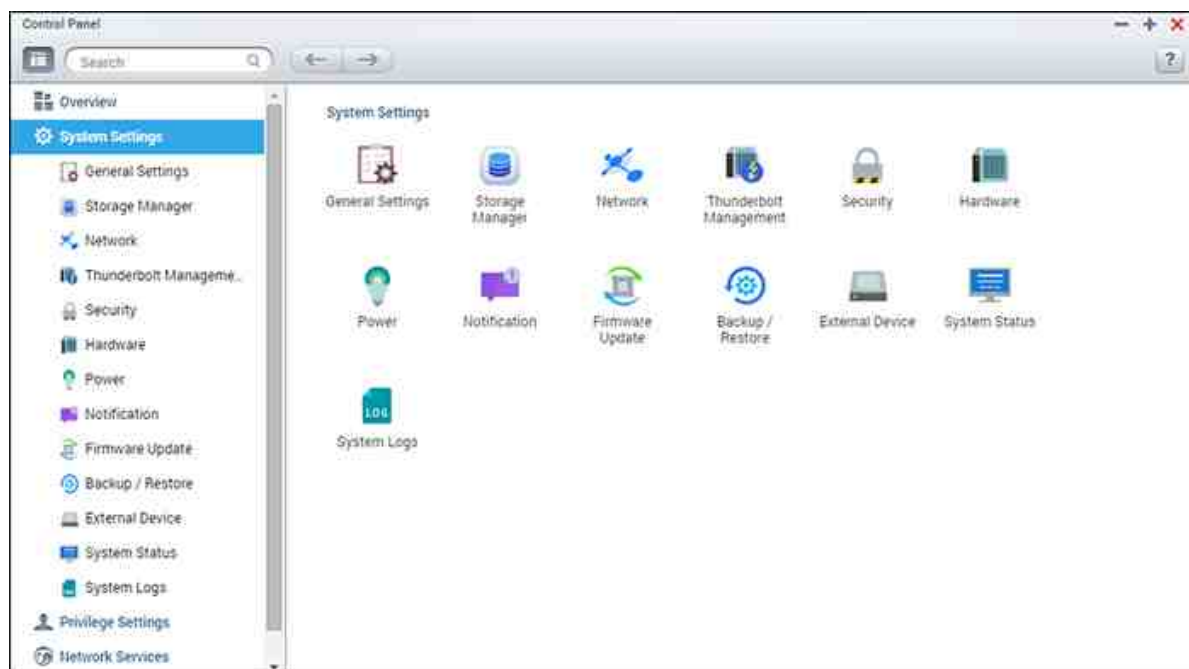 Control Panel
Search
?
Overview
System Settings
General Settings
Storage Manager
Network
Thunderbolt Manageme..
Security
Hardware
Power
Notification
Firmware Update
Backup / Restore
External Device
System Status
System Logs
Privilege Settings
Network Services
System Settings
General Settings
Storage
Manager
Network
Thunderbolt
Management
Security
Hardware
Power
Notification
Firmware
Update
Backup /
Restore
External Device
System Status
LOG
System Logs